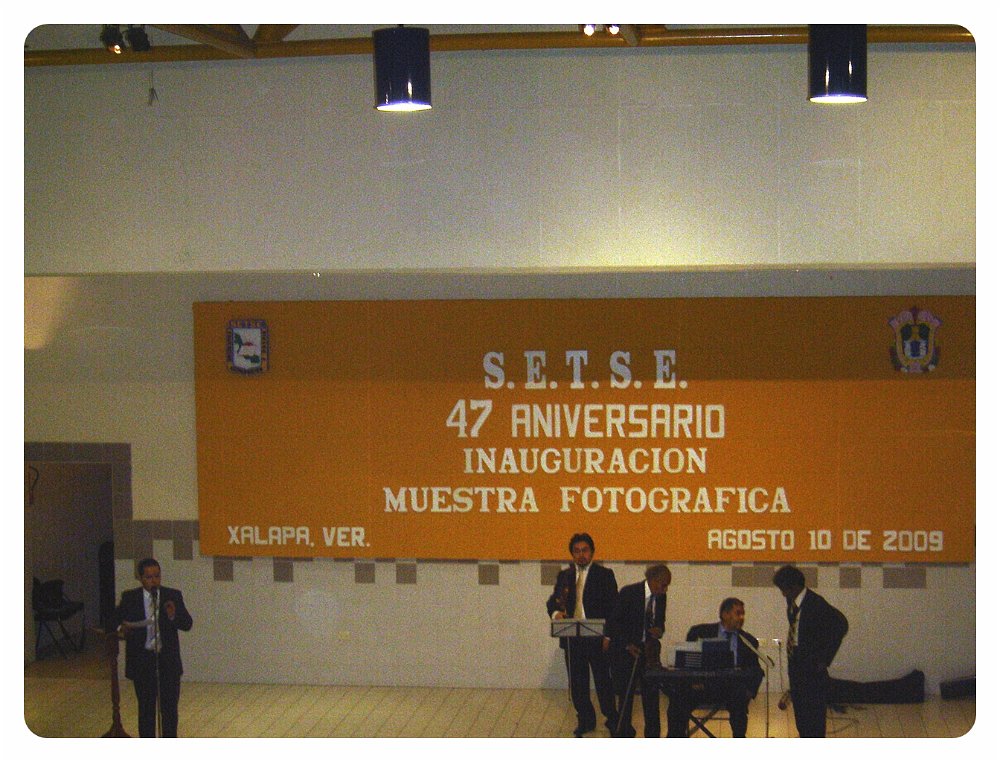 S.E.T.S.E.
S. E. T. S. E.
47 ANIVERSARIO
INAUGURACION
MUESTRA FOTOGRAFICA
XALAPA, VER.
AGOSTO 10 DE 2009